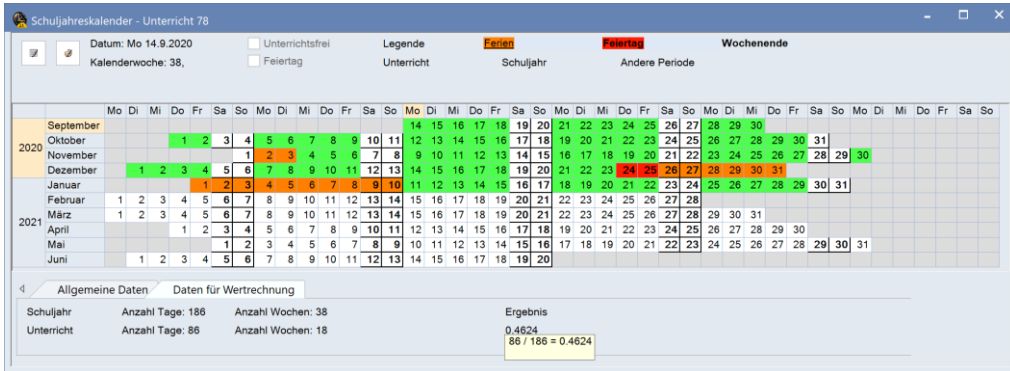 Schuljahreskalender - Unterricht 78
Datum: Mo 14.9.2020 Unterrichtsfrei Legende Ferien Feiertag Wochenende
Kalenderwoche: 38, Feiertag Unterricht Schuljahr Andere Periode
Mo Di Mi Do Fr Sa So Mo Di Mi Do Fr Sa So Mo Di Mi Do Fr Sa So Mo Di Mi Do Fr Sa So Mo Di Mi Do Fr Sa So Mo Di Mi Do Fr Sa So
September 14 15 16 17 18 19 20 21 22 23 24 25 26 27 28 29 30
2020 Oktober 1 2 3 4 5 6 7 8 9 10 11 12 13 14 15 16 17 18 19 20 21 22 23 24 25 26 27 28 29 30 31
November 1 2 3 4 5 6 7 8 9 10 11 12 13 14 15 16 17 18 19 20 21 22 23 24 25 26 27 28 29 30
Dezember 1 2 3 4 5 6 7 8 9 10 11 12 13 14 15 16 17 18 19 20 21 22 23 24 25 26 27 28 29 30 31
Januar 1 2 3 4 5 6 7 8 9 10 11 12 13 14 15 16 17 18 19 20 21 22 23 24 25 26 27 28 29 30 31
Februar 1 2 3 4 5 6 7 8 9 10 11 12 13 14 15 16 17 18 19 20 21 22 23 24 25 26 27 28
2021 März 1 2 3 4 5 6 7 8 9 10 11 12 13 14 15 16 17 18 19 20 21 22 23 24 25 26 27 28 29 30 31
April 1 2 3 4 5 6 7 8 9 10 11 12 13 14 15 16 17 18 19 20 21 22 23 24 25 26 27 28 29 30
Mai 1 2 3 4 5 6 7 8 9 10 11 12 13 14 15 16 17 18 19 20 21 22 23 24 25 26 27 28 29 30 31
Juni 1 2 3 4 5 6 7 8 9 10 11 12 13 14 15 16 17 18 19 20
Allgemeine Daten Daten für Wertrechnung
Schuljahr Anzahl Tage: 186 Anzahl Wochen: 38 Ergebnis
Unterricht Anzahl Tage: 86 Anzahl Wochen: 18 0.4624
86 / 186 = 0.4624